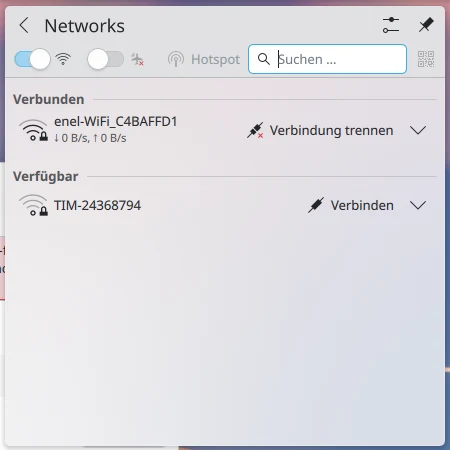 Networks
Hotspot
Suchen ...
Verbunden
enel-WiFi_C4BAFFD1
↓ 0 B/s, ↑ 0 B/s
Verbindung trennen
Verfügbar
TIM-24368794
Verbinden